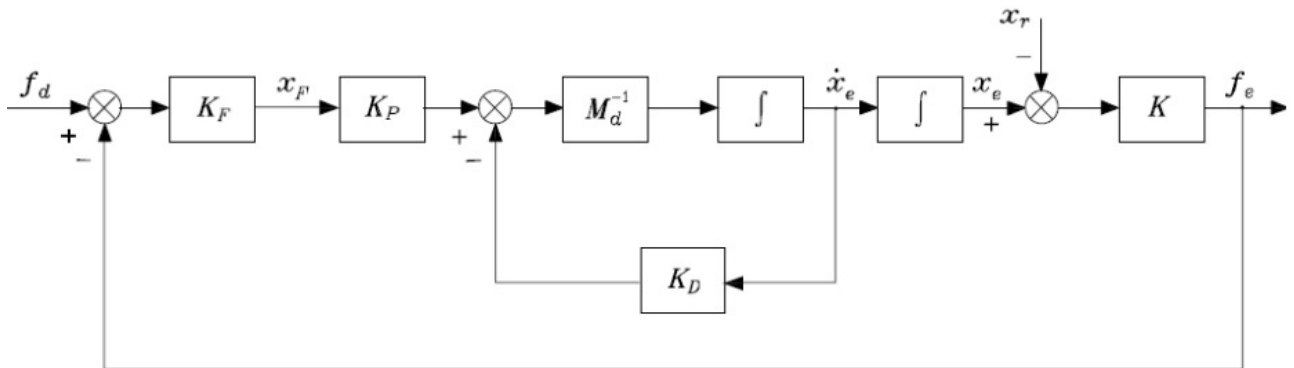 x_r
−
f_d
+
−
K_F
x_F
K_P
+
−
M_d^{-1}
∫
ẋ_e
∫
x_e
+
K
f_e
K_D